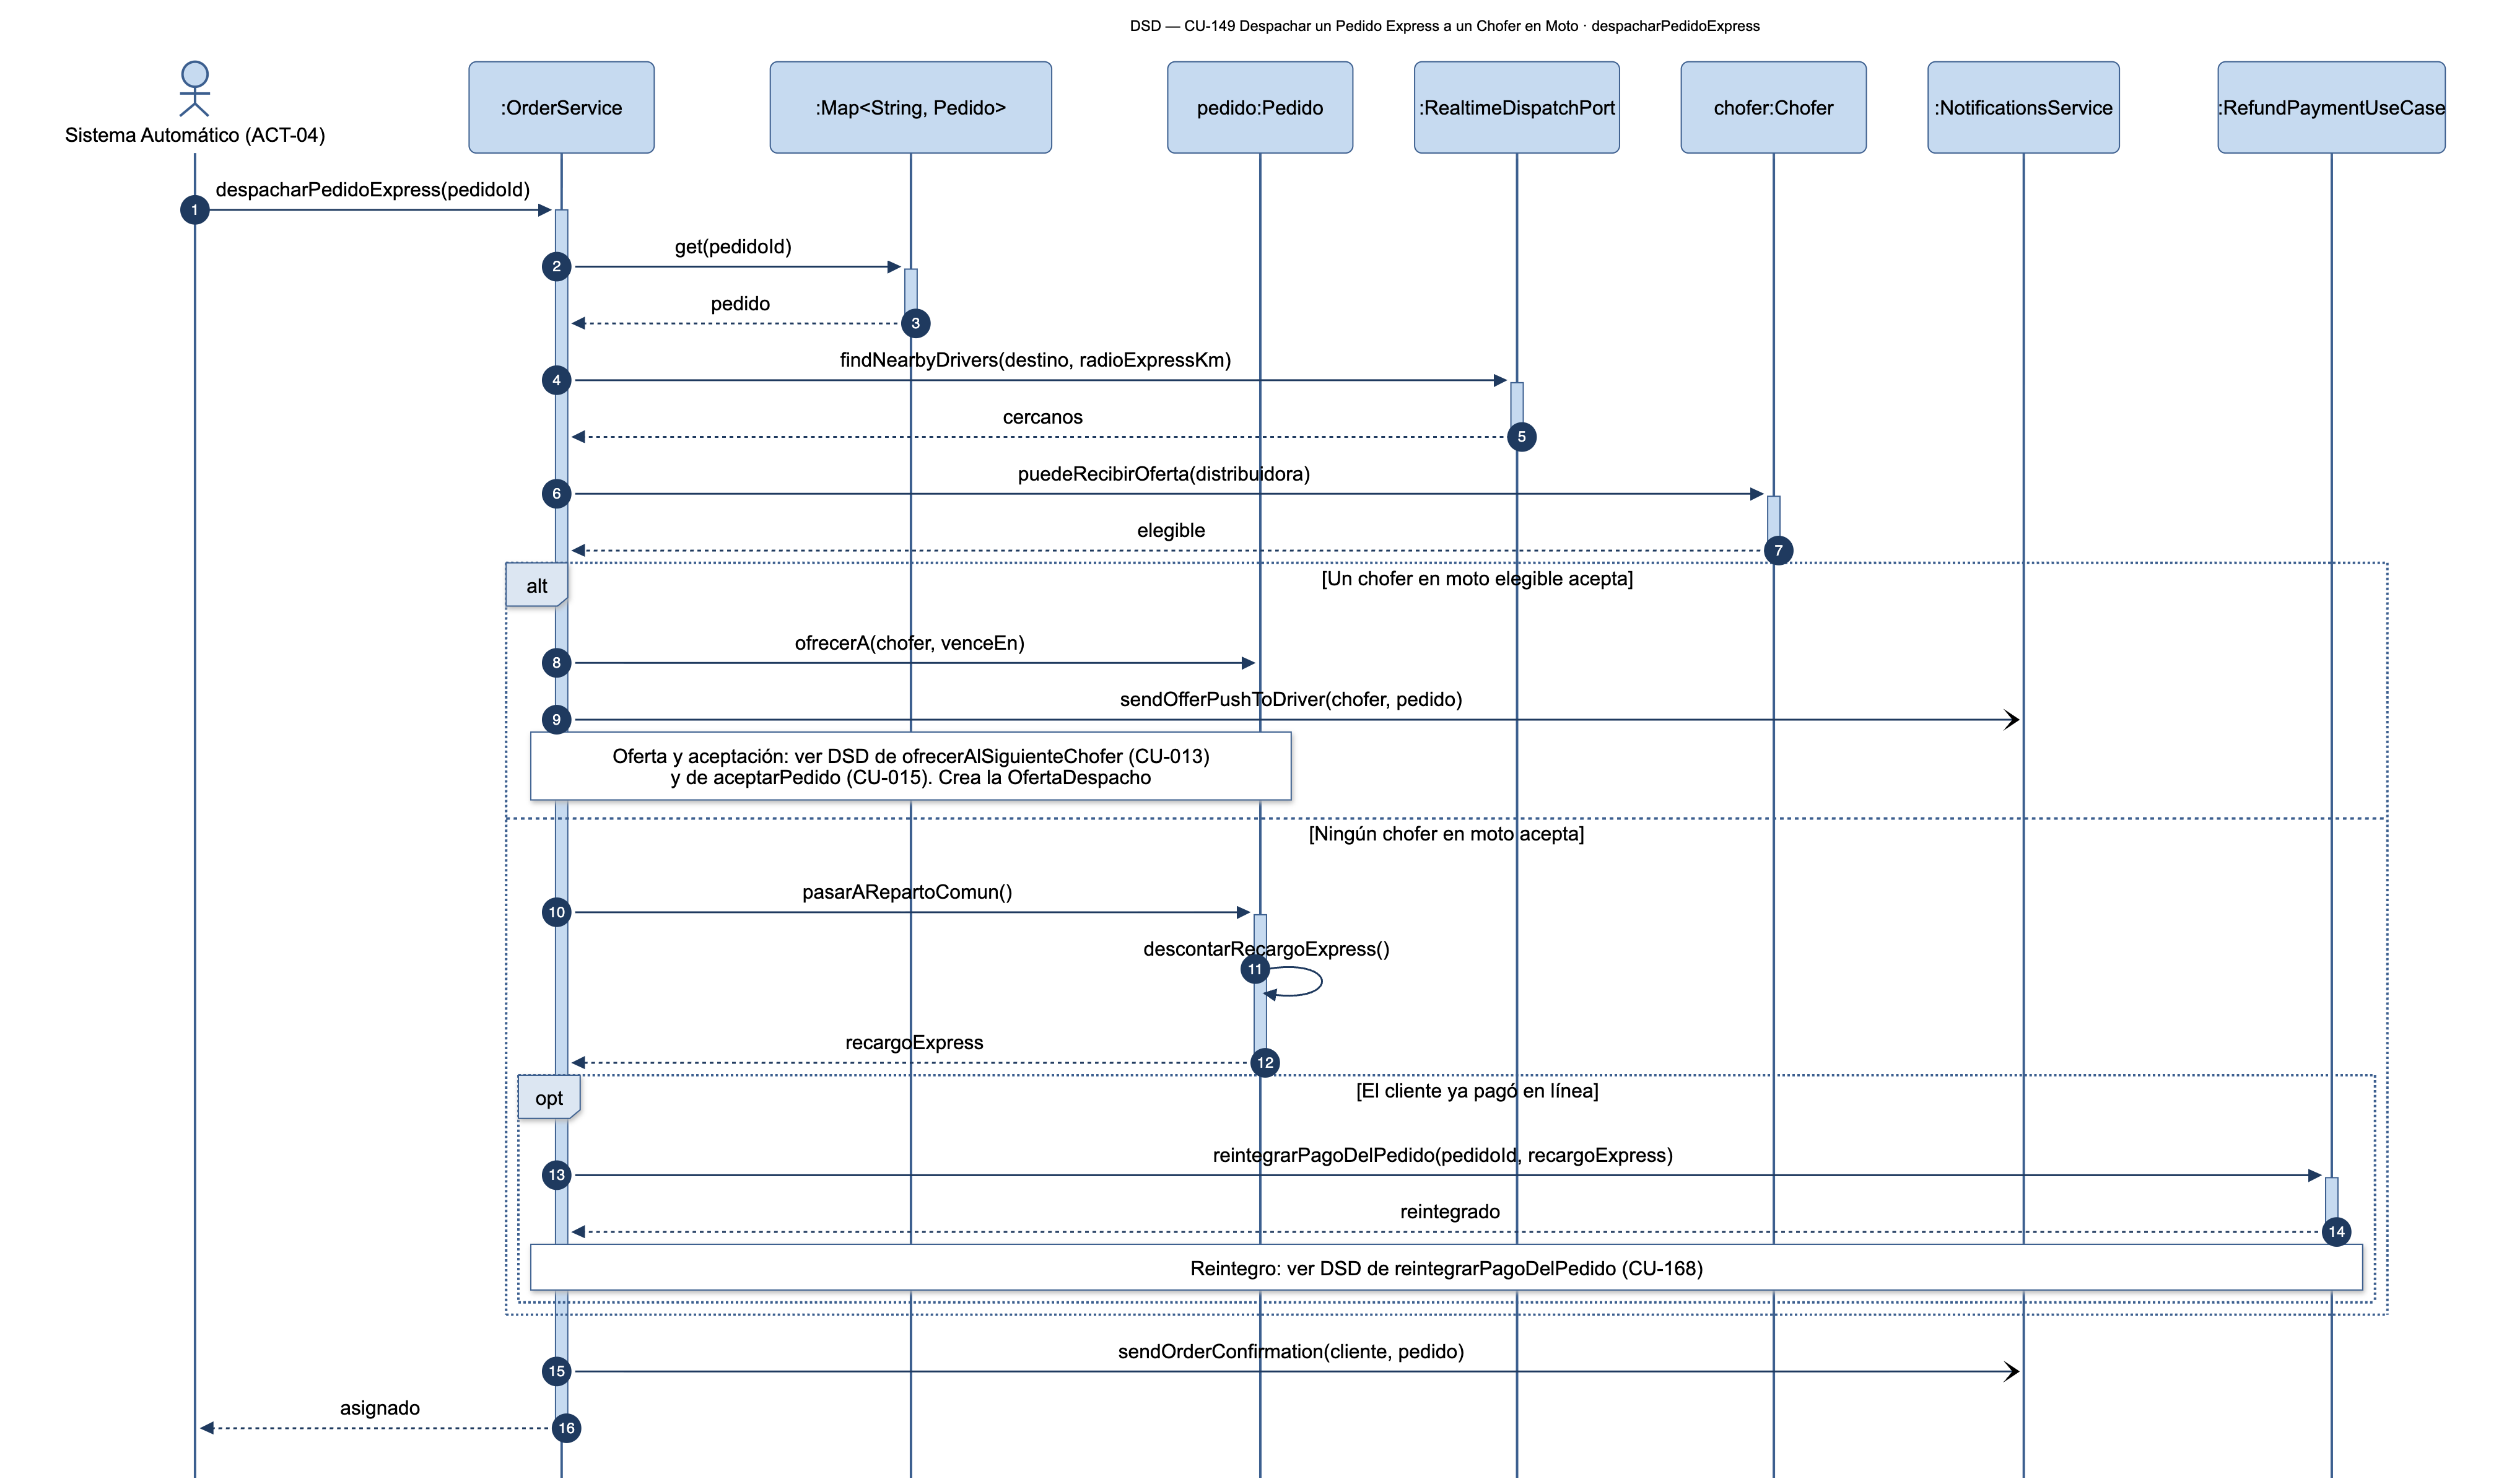 DSD — CU-149 Despachar un Pedido Express a un Chofer en Moto · despacharPedidoExpress
Sistema Automático (ACT-04)
:OrderService
:Map<String, Pedido>
pedido:Pedido
:RealtimeDispatchPort
chofer:Chofer
:NotificationsService
:RefundPaymentUseCase
despacharPedidoExpress(pedidoId)
1
get(pedidoId)
2
pedido
3
findNearbyDrivers(destino, radioExpressKm)
4
cercanos
5
puedeRecibirOferta(distribuidora)
6
elegible
7
alt
[Un chofer en moto elegible acepta]
ofrecerA(chofer, venceEn)
8
sendOfferPushToDriver(chofer, pedido)
9
Oferta y aceptación: ver DSD de ofrecerAlSiguienteChofer (CU-013)
y de aceptarPedido (CU-015). Crea la OfertaDespacho
[Ningún chofer en moto acepta]
pasarARepartoComun()
10
descontarRecargoExpress()
11
recargoExpress
12
opt
[El cliente ya pagó en línea]
reintegrarPagoDelPedido(pedidoId, recargoExpress)
13
reintegrado
14
Reintegro: ver DSD de reintegrarPagoDelPedido (CU-168)
sendOrderConfirmation(cliente, pedido)
15
asignado
16